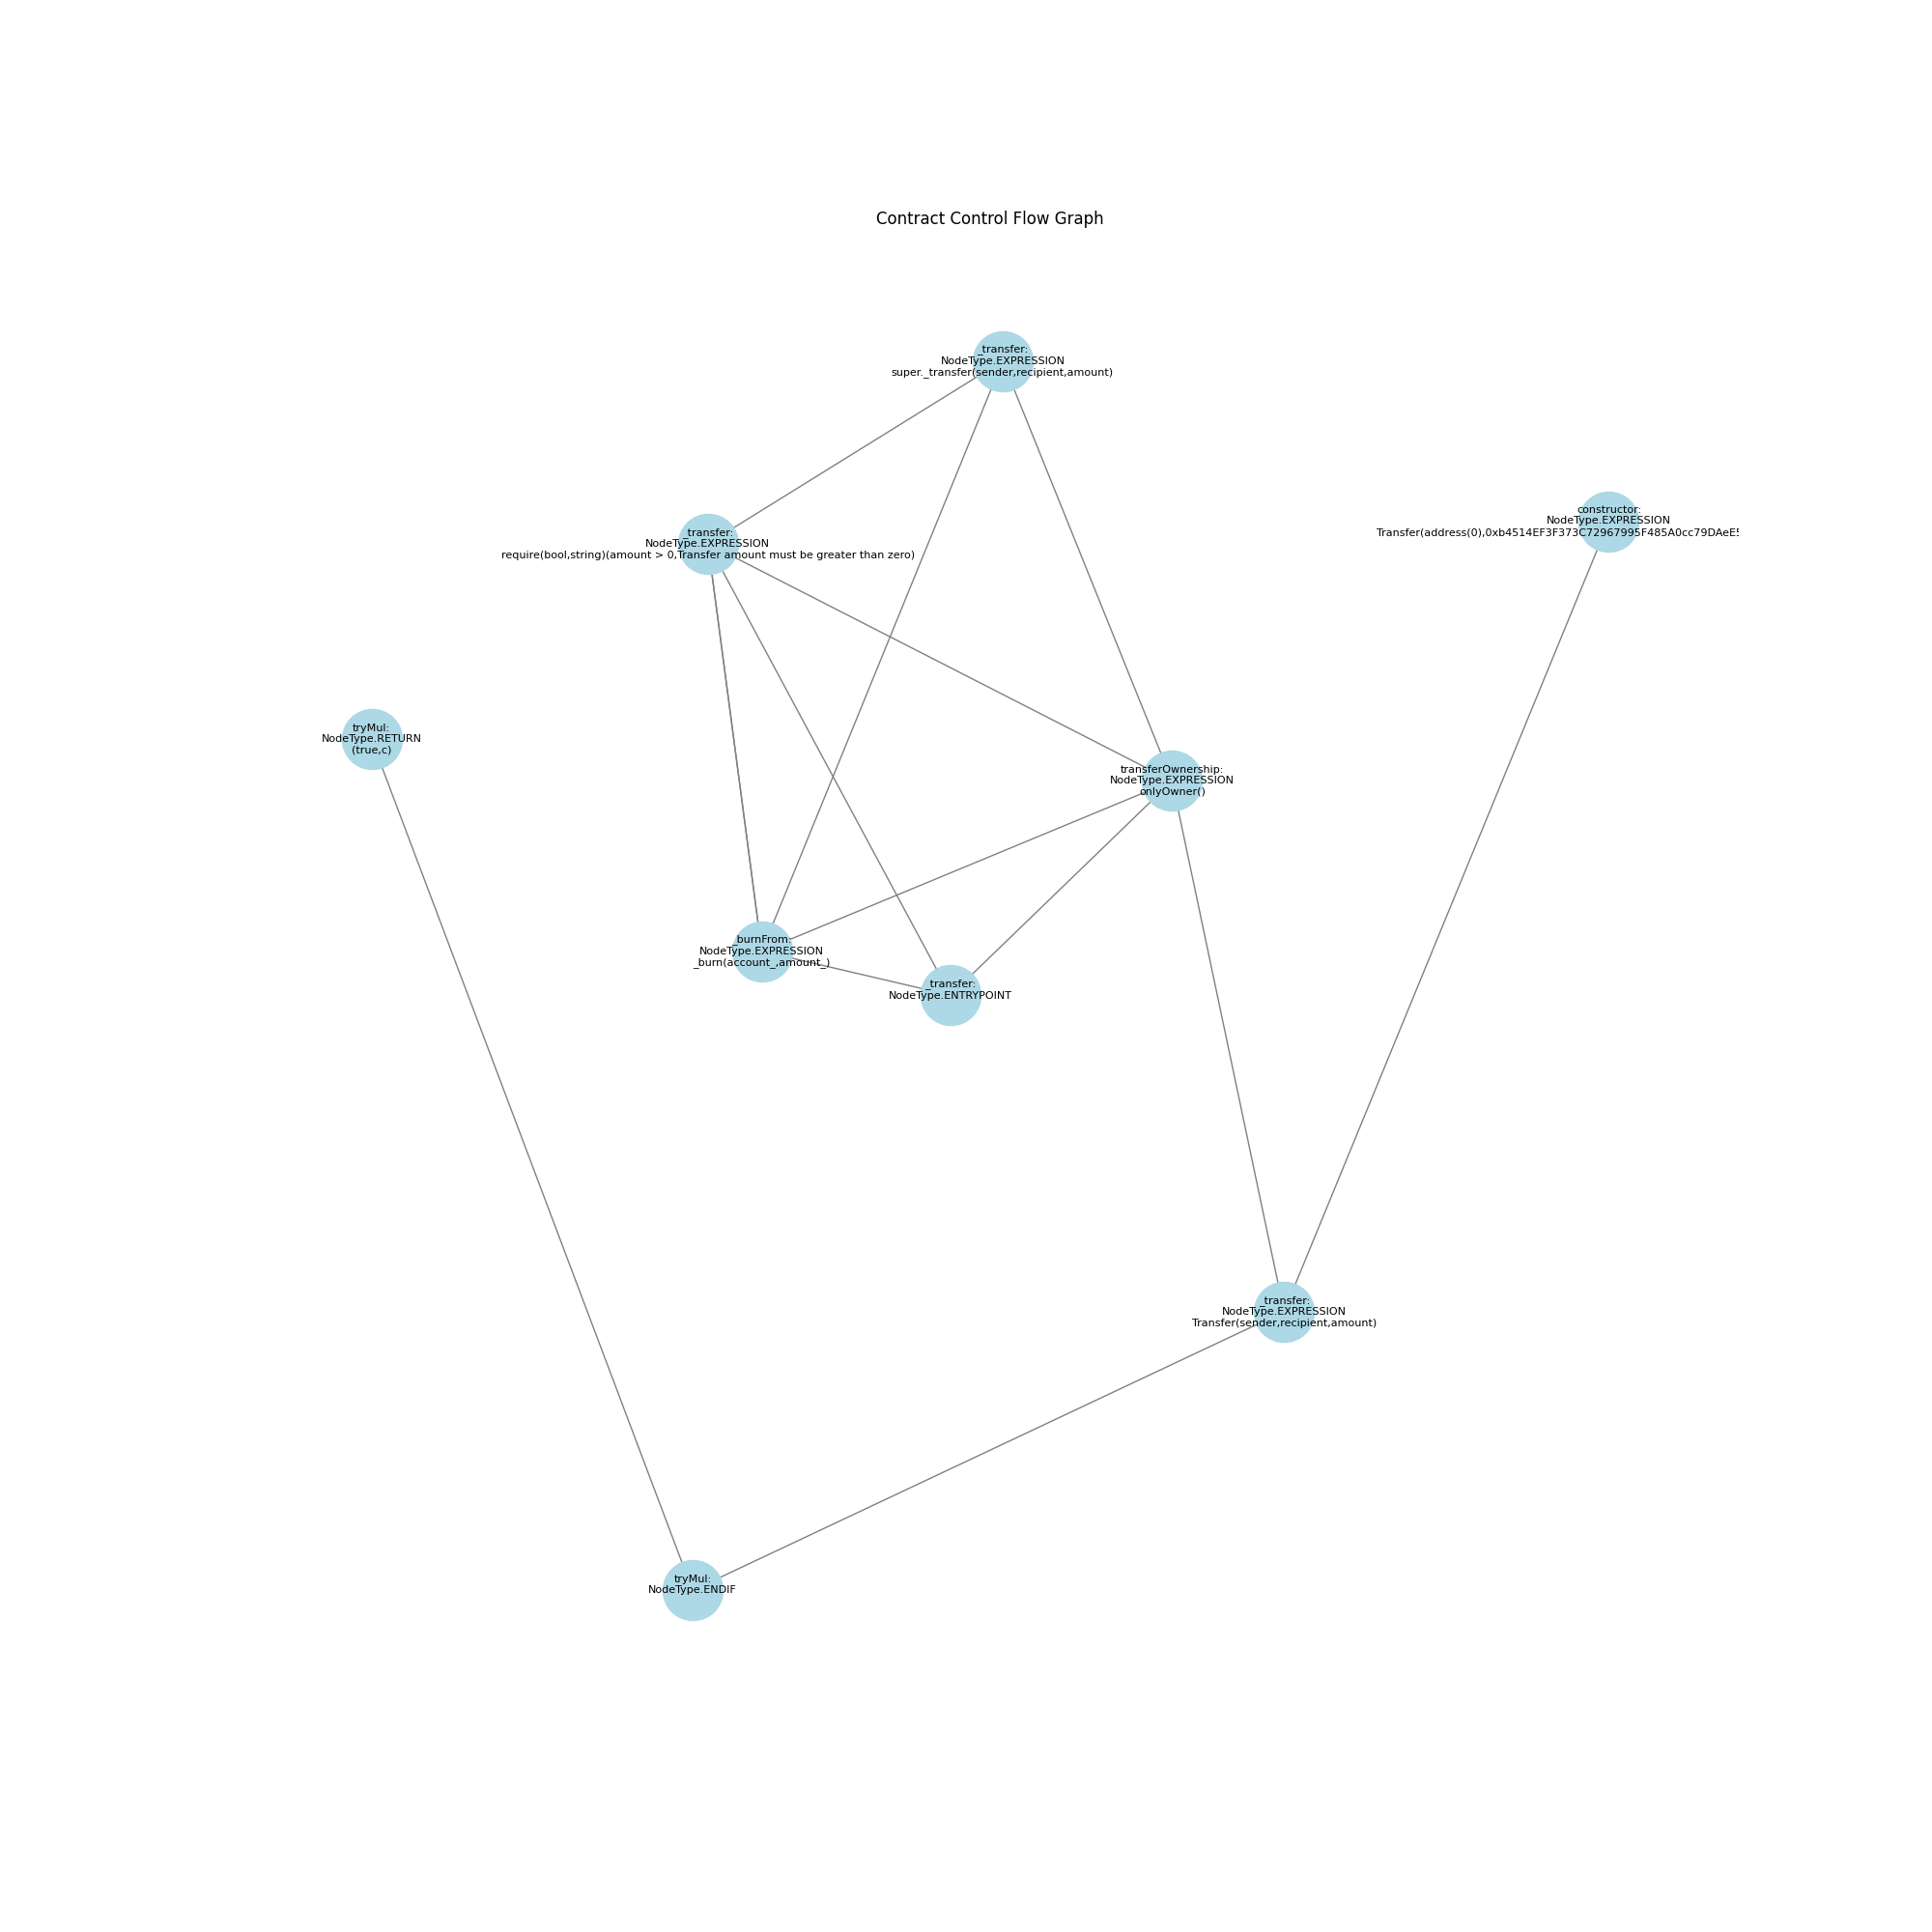 Contract Control Flow Graph
_transfer:
NodeType.EXPRESSION
super._transfer(sender,recipient,amount)
constructor:
NodeType.EXPRESSION
Transfer(address(0),0xb4514EF3F373C72967995F485A0cc79DAeE5
_transfer:
NodeType.EXPRESSION
require(bool,string)(amount > 0,Transfer amount must be greater than zero)
tryMul:
NodeType.RETURN
(true,c)
transferOwnership:
NodeType.EXPRESSION
onlyOwner()
_burnFrom:
NodeType.EXPRESSION
_burn(account_,amount_)
_transfer:
NodeType.ENTRYPOINT
_transfer:
NodeType.EXPRESSION
Transfer(sender,recipient,amount)
tryMul:
NodeType.ENDIF